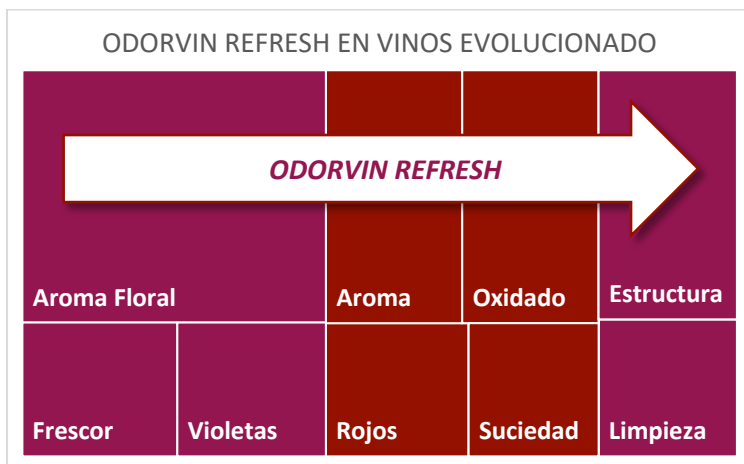 ODORVIN REFRESH EN VINOS EVOLUCIONADO
ODORVIN REFRESH
Aroma Floral
Aroma
Oxidado
Estructura
Frescor
Violetas
Rojos
Suciedad
Limpieza